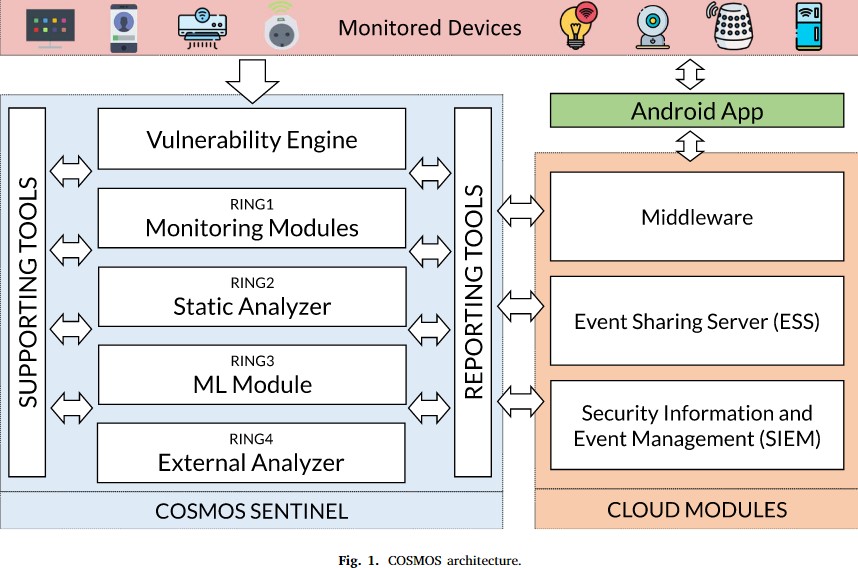 Monitored Devices
Android App
SUPPORTING TOOLS
Vulnerability Engine
RING1
Monitoring Modules
RING2
Static Analyzer
RING3
ML Module
RING4
External Analyzer
REPORTING TOOLS
COSMOS SENTINEL
Middleware
Event Sharing Server (ESS)
Security Information and
Event Management (SIEM)
CLOUD MODULES
Fig. 1. COSMOS architecture.